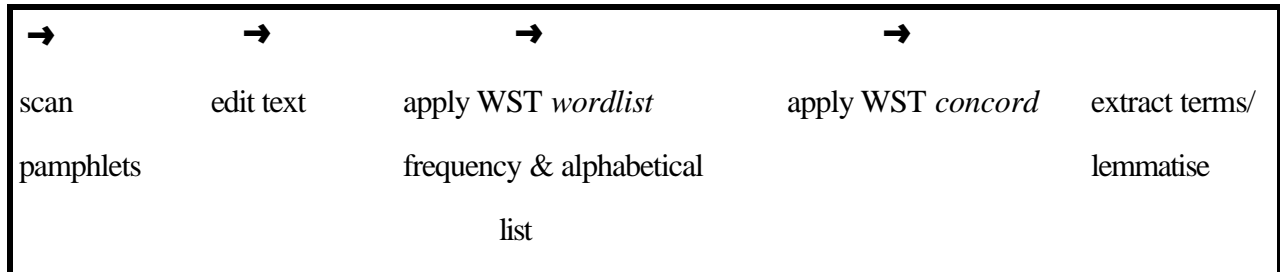 ➜ ➜ ➜ ➜
scan edit text apply WST wordlist apply WST concord extract terms/
pamphlets frequency & alphabetical lemmatise
list